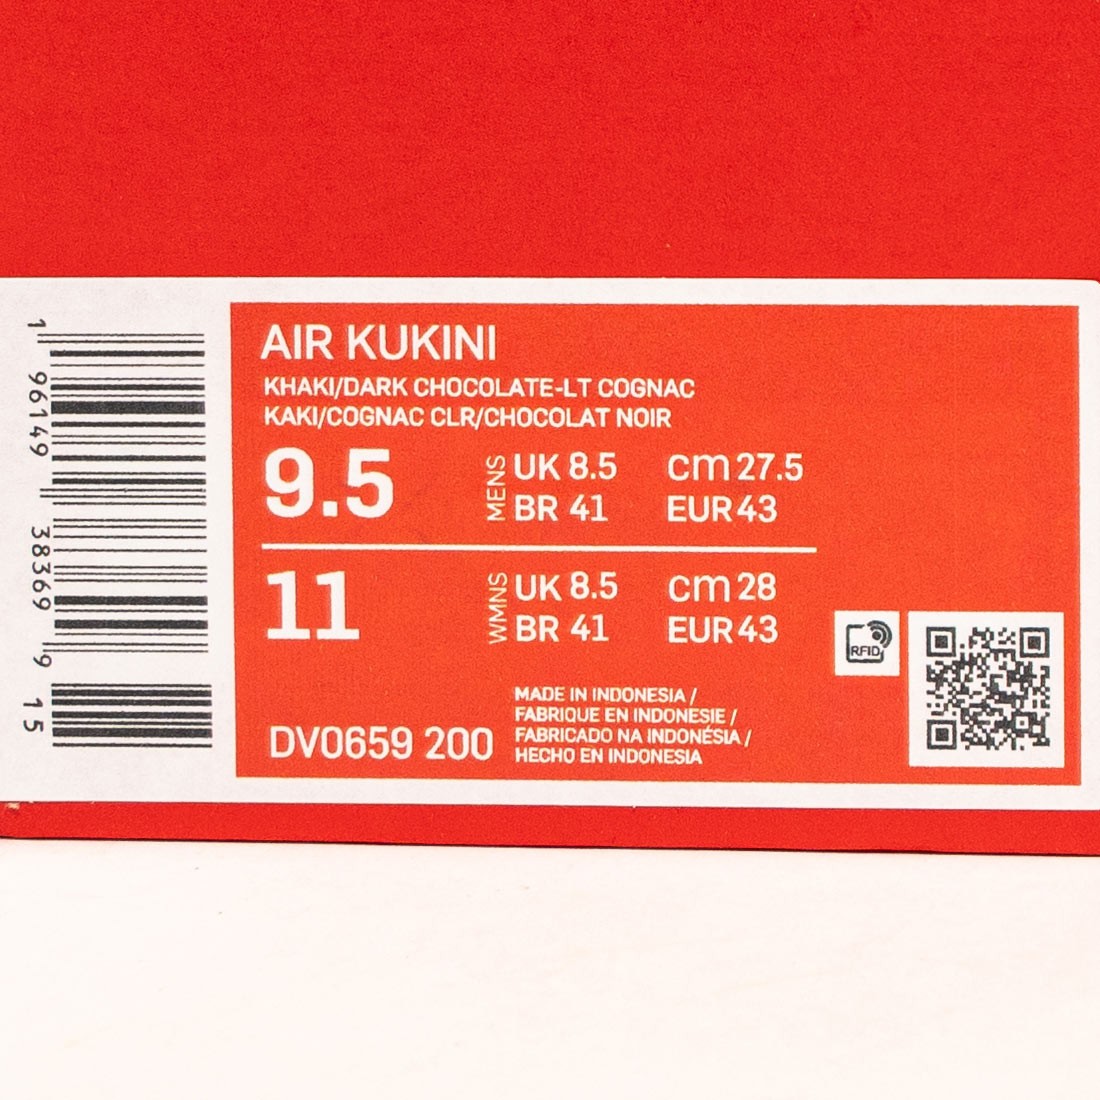 AIR KUKINI
KHAKI/DARK CHOCOLATE-LT COGNAC
KAKI/COGNAC CLR/CHOCOLAT NOIR
9.5
MENS
UK 8.5 cm 27.5
BR 41 EUR 43
11
WMNS
UK 8.5 cm 28
BR 41 EUR 43
DV0659 200
MADE IN INDONESIA /
FABRIQUE EN INDONESIE /
FABRICADO NA INDONÉSIA /
HECHO EN INDONESIA
RFID
1 96149 38369 9 15